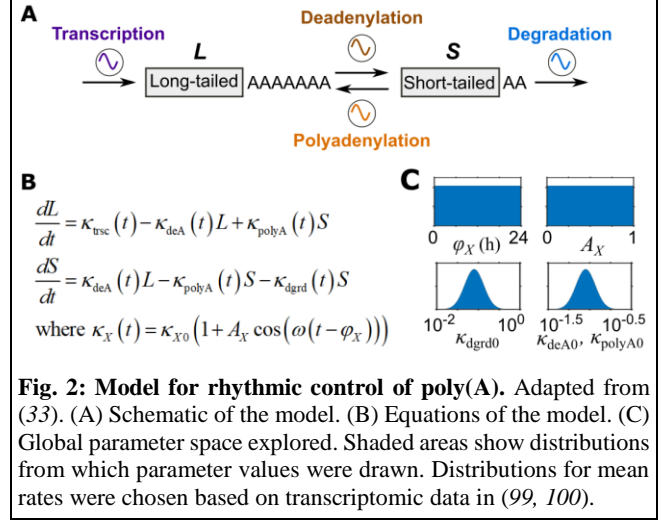 A
Transcription
Deadenylation
Degradation
L
S
Long-tailed AAAAAAA
Short-tailed AA
Polyadenylation
B
dL/dt = κtrsc(t) − κdeA(t)L + κpolyA(t)S
dS/dt = κdeA(t)L − κpolyA(t)S − κdgrd(t)S
where κX(t) = κX0(1 + AX cos(ω(t − φX)))
C
0 φX (h) 24
0 AX 1
10^-2 10^0
κdgrd0
10^-1.5 10^-0.5
κdeA0, κpolyA0
Fig. 2: Model for rhythmic control of poly(A). Adapted from
(33). (A) Schematic of the model. (B) Equations of the model. (C)
Global parameter space explored. Shaded areas show distributions
from which parameter values were drawn. Distributions for mean
rates were chosen based on transcriptomic data in (99, 100).